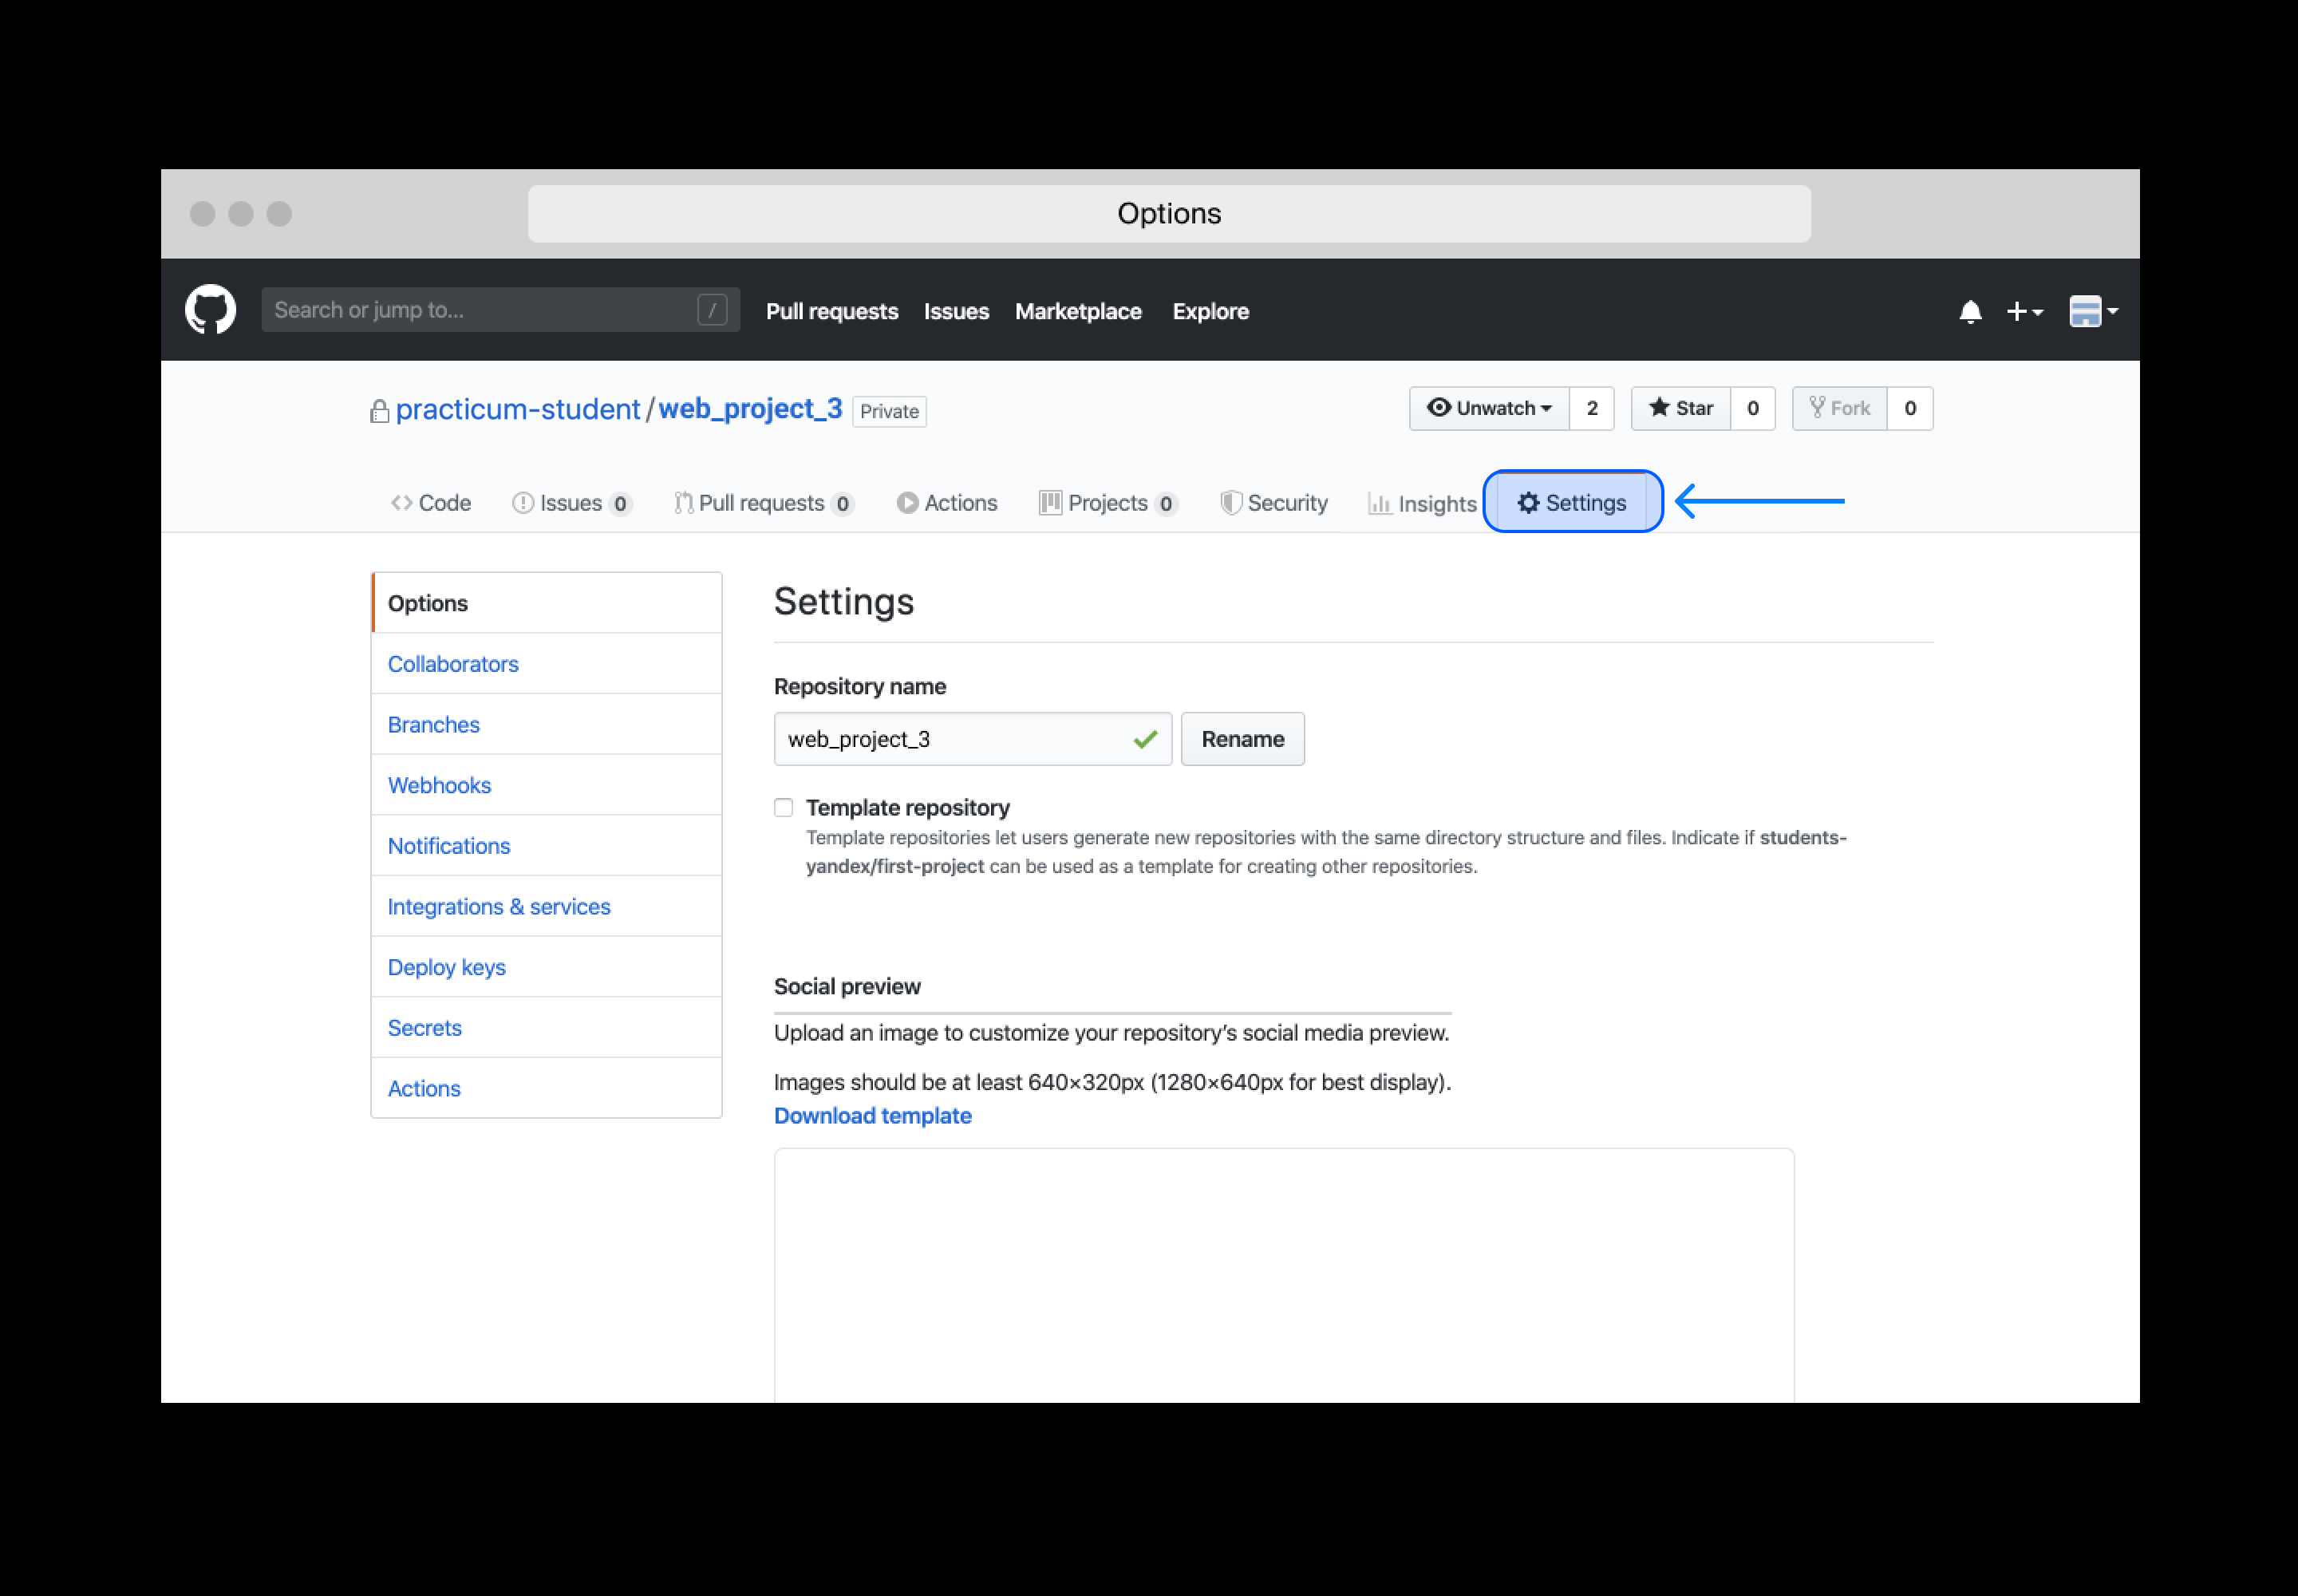 Options
Search or jump to... /
Pull requests Issues Marketplace Explore
practicum-student/web_project_3 Private
Unwatch 2 Star 0 Fork 0
Code Issues 0 Pull requests 0 Actions Projects 0 Security Insights Settings
Options
Collaborators
Branches
Webhooks
Notifications
Integrations & services
Deploy keys
Secrets
Actions
Settings
Repository name
web_project_3 Rename
Template repository
Template repositories let users generate new repositories with the same directory structure and files. Indicate if students-
yandex/first-project can be used as a template for creating other repositories.
Social preview
Upload an image to customize your repository’s social media preview.
Images should be at least 640×320px (1280×640px for best display).
Download template